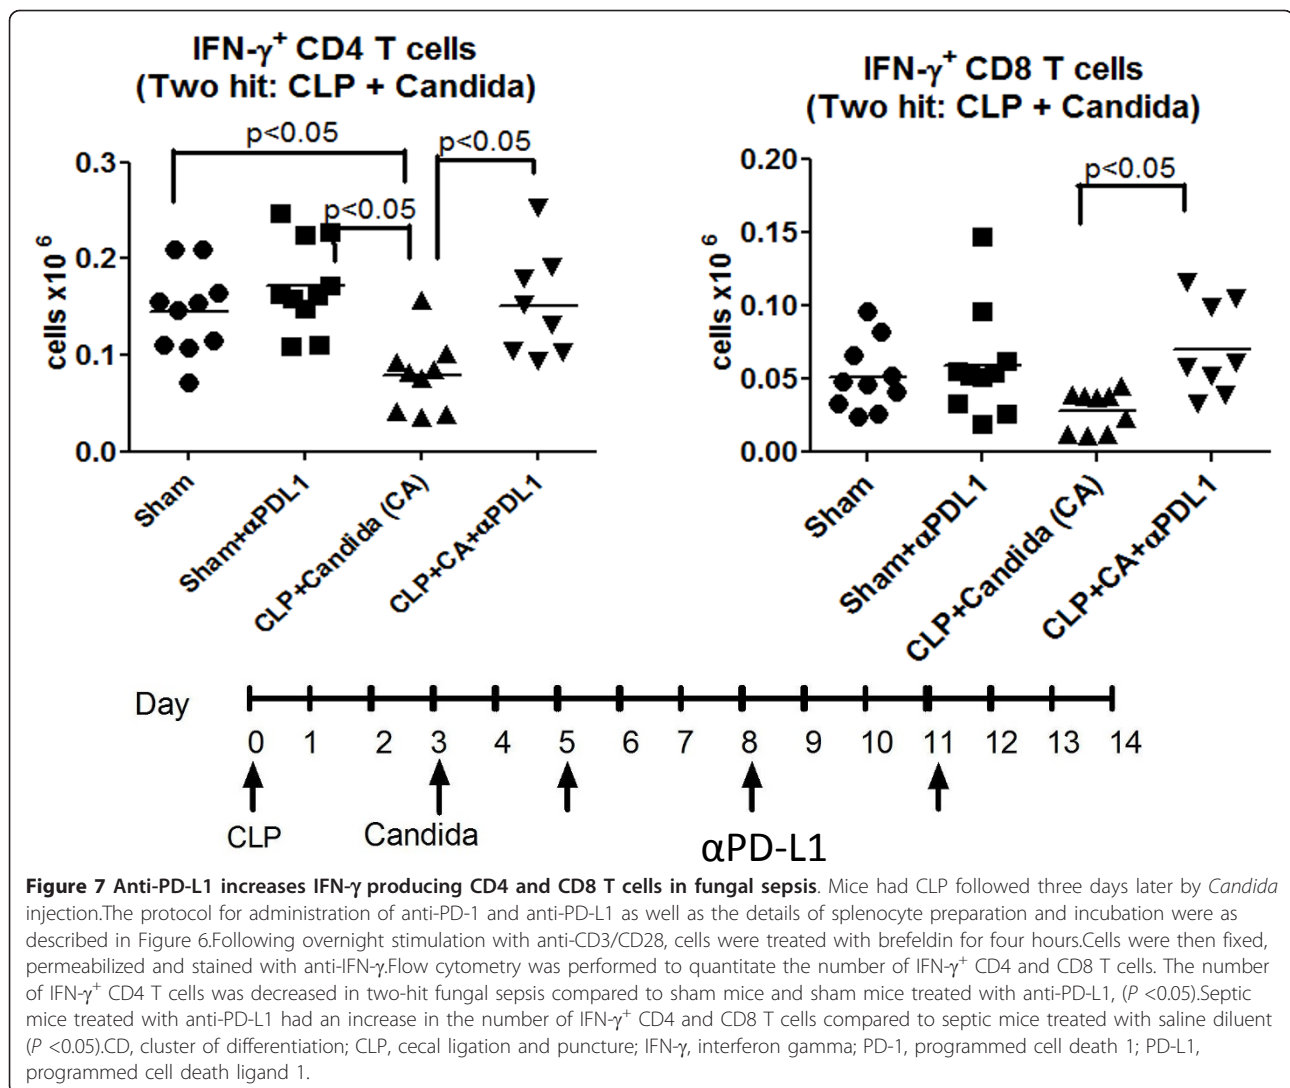 IFN-γ⁺ CD4 T cells
(Two hit: CLP + Candida)
p<0.05
p<0.05
p<0.05
0.3
0.2
0.1
0.0
cells x10⁶
Sham
Sham+αPDL1
CLP+Candida (CA)
CLP+CA+αPDL1
IFN-γ⁺ CD8 T cells
(Two hit: CLP + Candida)
p<0.05
0.20
0.15
0.10
0.05
0.00
cells x10⁶
Sham
Sham+αPDL1
CLP+Candida (CA)
CLP+CA+αPDL1
Day
0 1 2 3 4 5 6 7 8 9 10 11 12 13 14
CLP Candida αPD-L1
Figure 7 Anti-PD-L1 increases IFN-γ producing CD4 and CD8 T cells in fungal sepsis. Mice had CLP followed three days later by Candida
injection.The protocol for administration of anti-PD-1 and anti-PD-L1 as well as the details of splenocyte preparation and incubation were as
described in Figure 6.Following overnight stimulation with anti-CD3/CD28, cells were treated with brefeldin for four hours.Cells were then fixed,
permeabilized and stained with anti-IFN-γ.Flow cytometry was performed to quantitate the number of IFN-γ⁺ CD4 and CD8 T cells. The number
of IFN-γ⁺ CD4 T cells was decreased in two-hit fungal sepsis compared to sham mice and sham mice treated with anti-PD-L1, (P <0.05).Septic
mice treated with anti-PD-L1 had an increase in the number of IFN-γ⁺ CD4 and CD8 T cells compared to septic mice treated with saline diluent
(P <0.05).CD, cluster of differentiation; CLP, cecal ligation and puncture; IFN-γ, interferon gamma; PD-1, programmed cell death 1; PD-L1,
programmed cell death ligand 1.